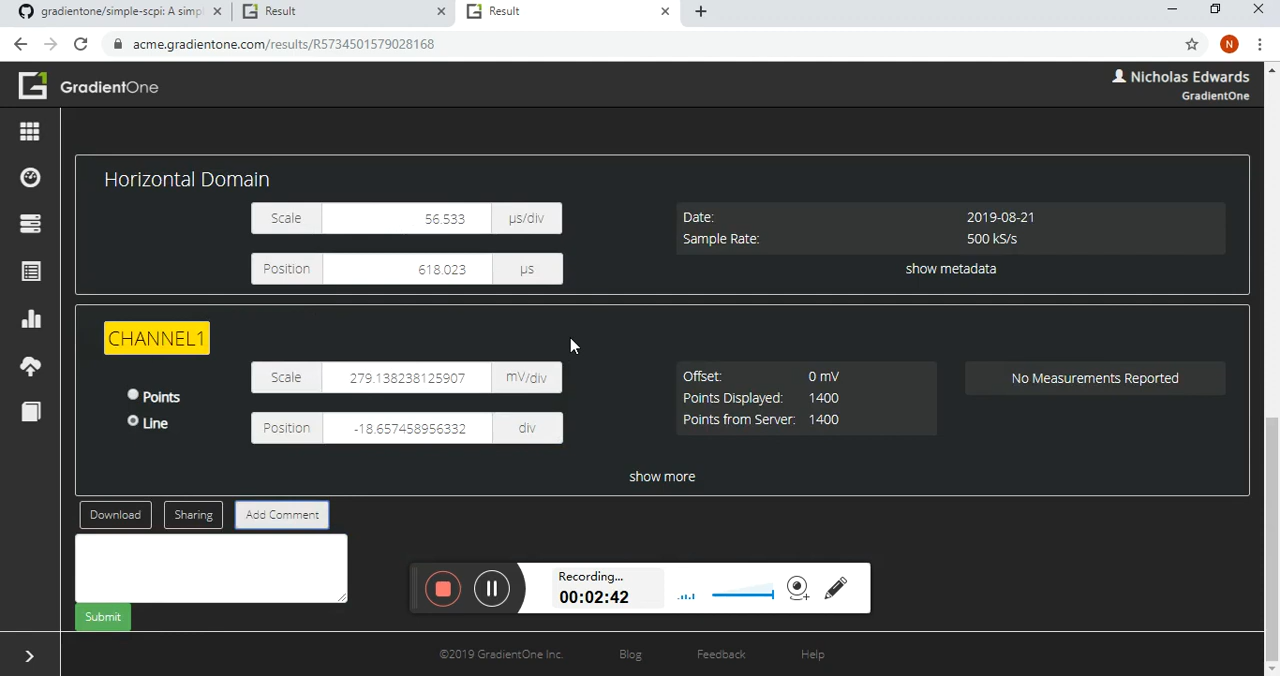 gradientone/simple-scpi: A simpl
Result
Result
acme.gradientone.com/results/R5734501579028168
N
GradientOne
Nicholas Edwards
GradientOne
Horizontal Domain
Scale 56.533 µs/div
Position 618.023 µs
Date: 2019-08-21
Sample Rate: 500 kS/s
show metadata
CHANNEL1
Points
Line
Scale 279.138238125907 mV/div
Position -18.657458956332 div
Offset: 0 mV
Points Displayed: 1400
Points from Server: 1400
No Measurements Reported
show more
Download Sharing Add Comment
Submit
Recording...
00:02:42
©2019 GradientOne Inc. Blog Feedback Help